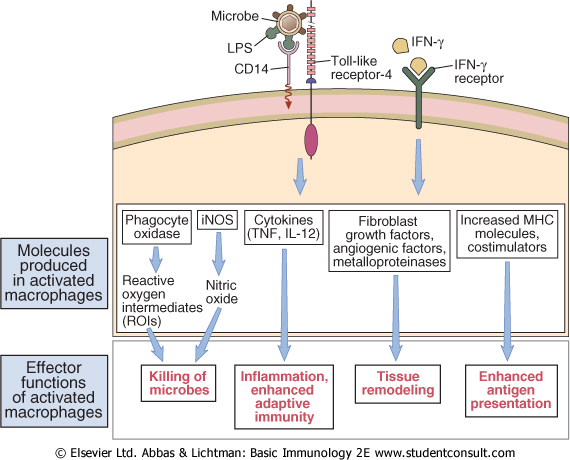 Microbe
LPS
CD14
Toll-like
receptor-4
IFN-γ
IFN-γ
receptor
Molecules
produced
in activated
macrophages
Phagocyte
oxidase
iNOS
Cytokines
(TNF, IL-12)
Fibroblast
growth factors,
angiogenic factors,
metalloproteinases
Increased MHC
molecules,
costimulators
Reactive
oxygen
intermediates
(ROIs)
Nitric
oxide
Effector
functions
of activated
macrophages
Killing of
microbes
Inflammation,
enhanced
adaptive
immunity
Tissue
remodeling
Enhanced
antigen
presentation
© Elsevier Ltd. Abbas & Lichtman: Basic Immunology 2E www.studentconsult.com